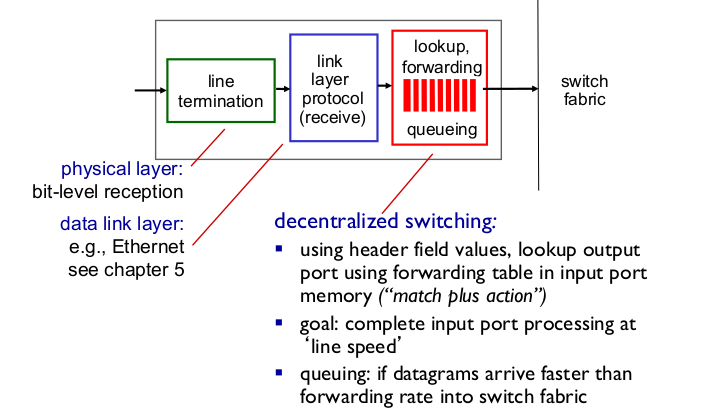 line
termination
link
layer
protocol
(receive)
lookup,
forwarding
queueing
switch
fabric
physical layer:
bit-level reception
data link layer:
e.g., Ethernet
see chapter 5
decentralized switching:
using header field values, lookup output
port using forwarding table in input port
memory (“match plus action”)
goal: complete input port processing at
‘line speed’
queuing: if datagrams arrive faster than
forwarding rate into switch fabric